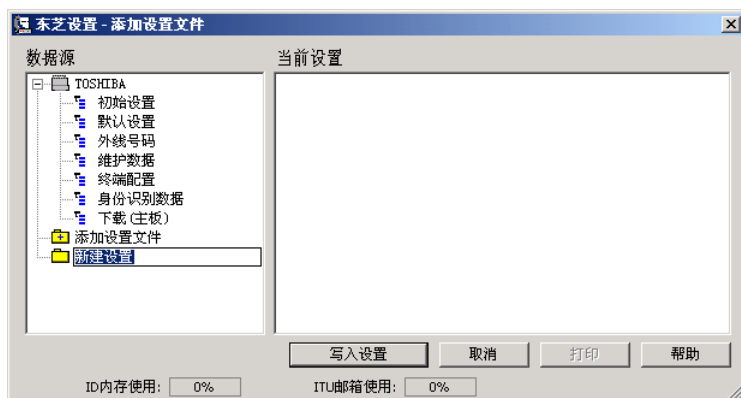 东芝设置 - 添加设置文件
数据源
当前设置
TOSHIBA
初始设置
默认设置
外线号码
维护数据
终端配置
身份识别数据
下载(主板)
添加设置文件
新建设置
写入设置
取消
打印
帮助
ID内存使用: 0%
ITU邮箱使用: 0%